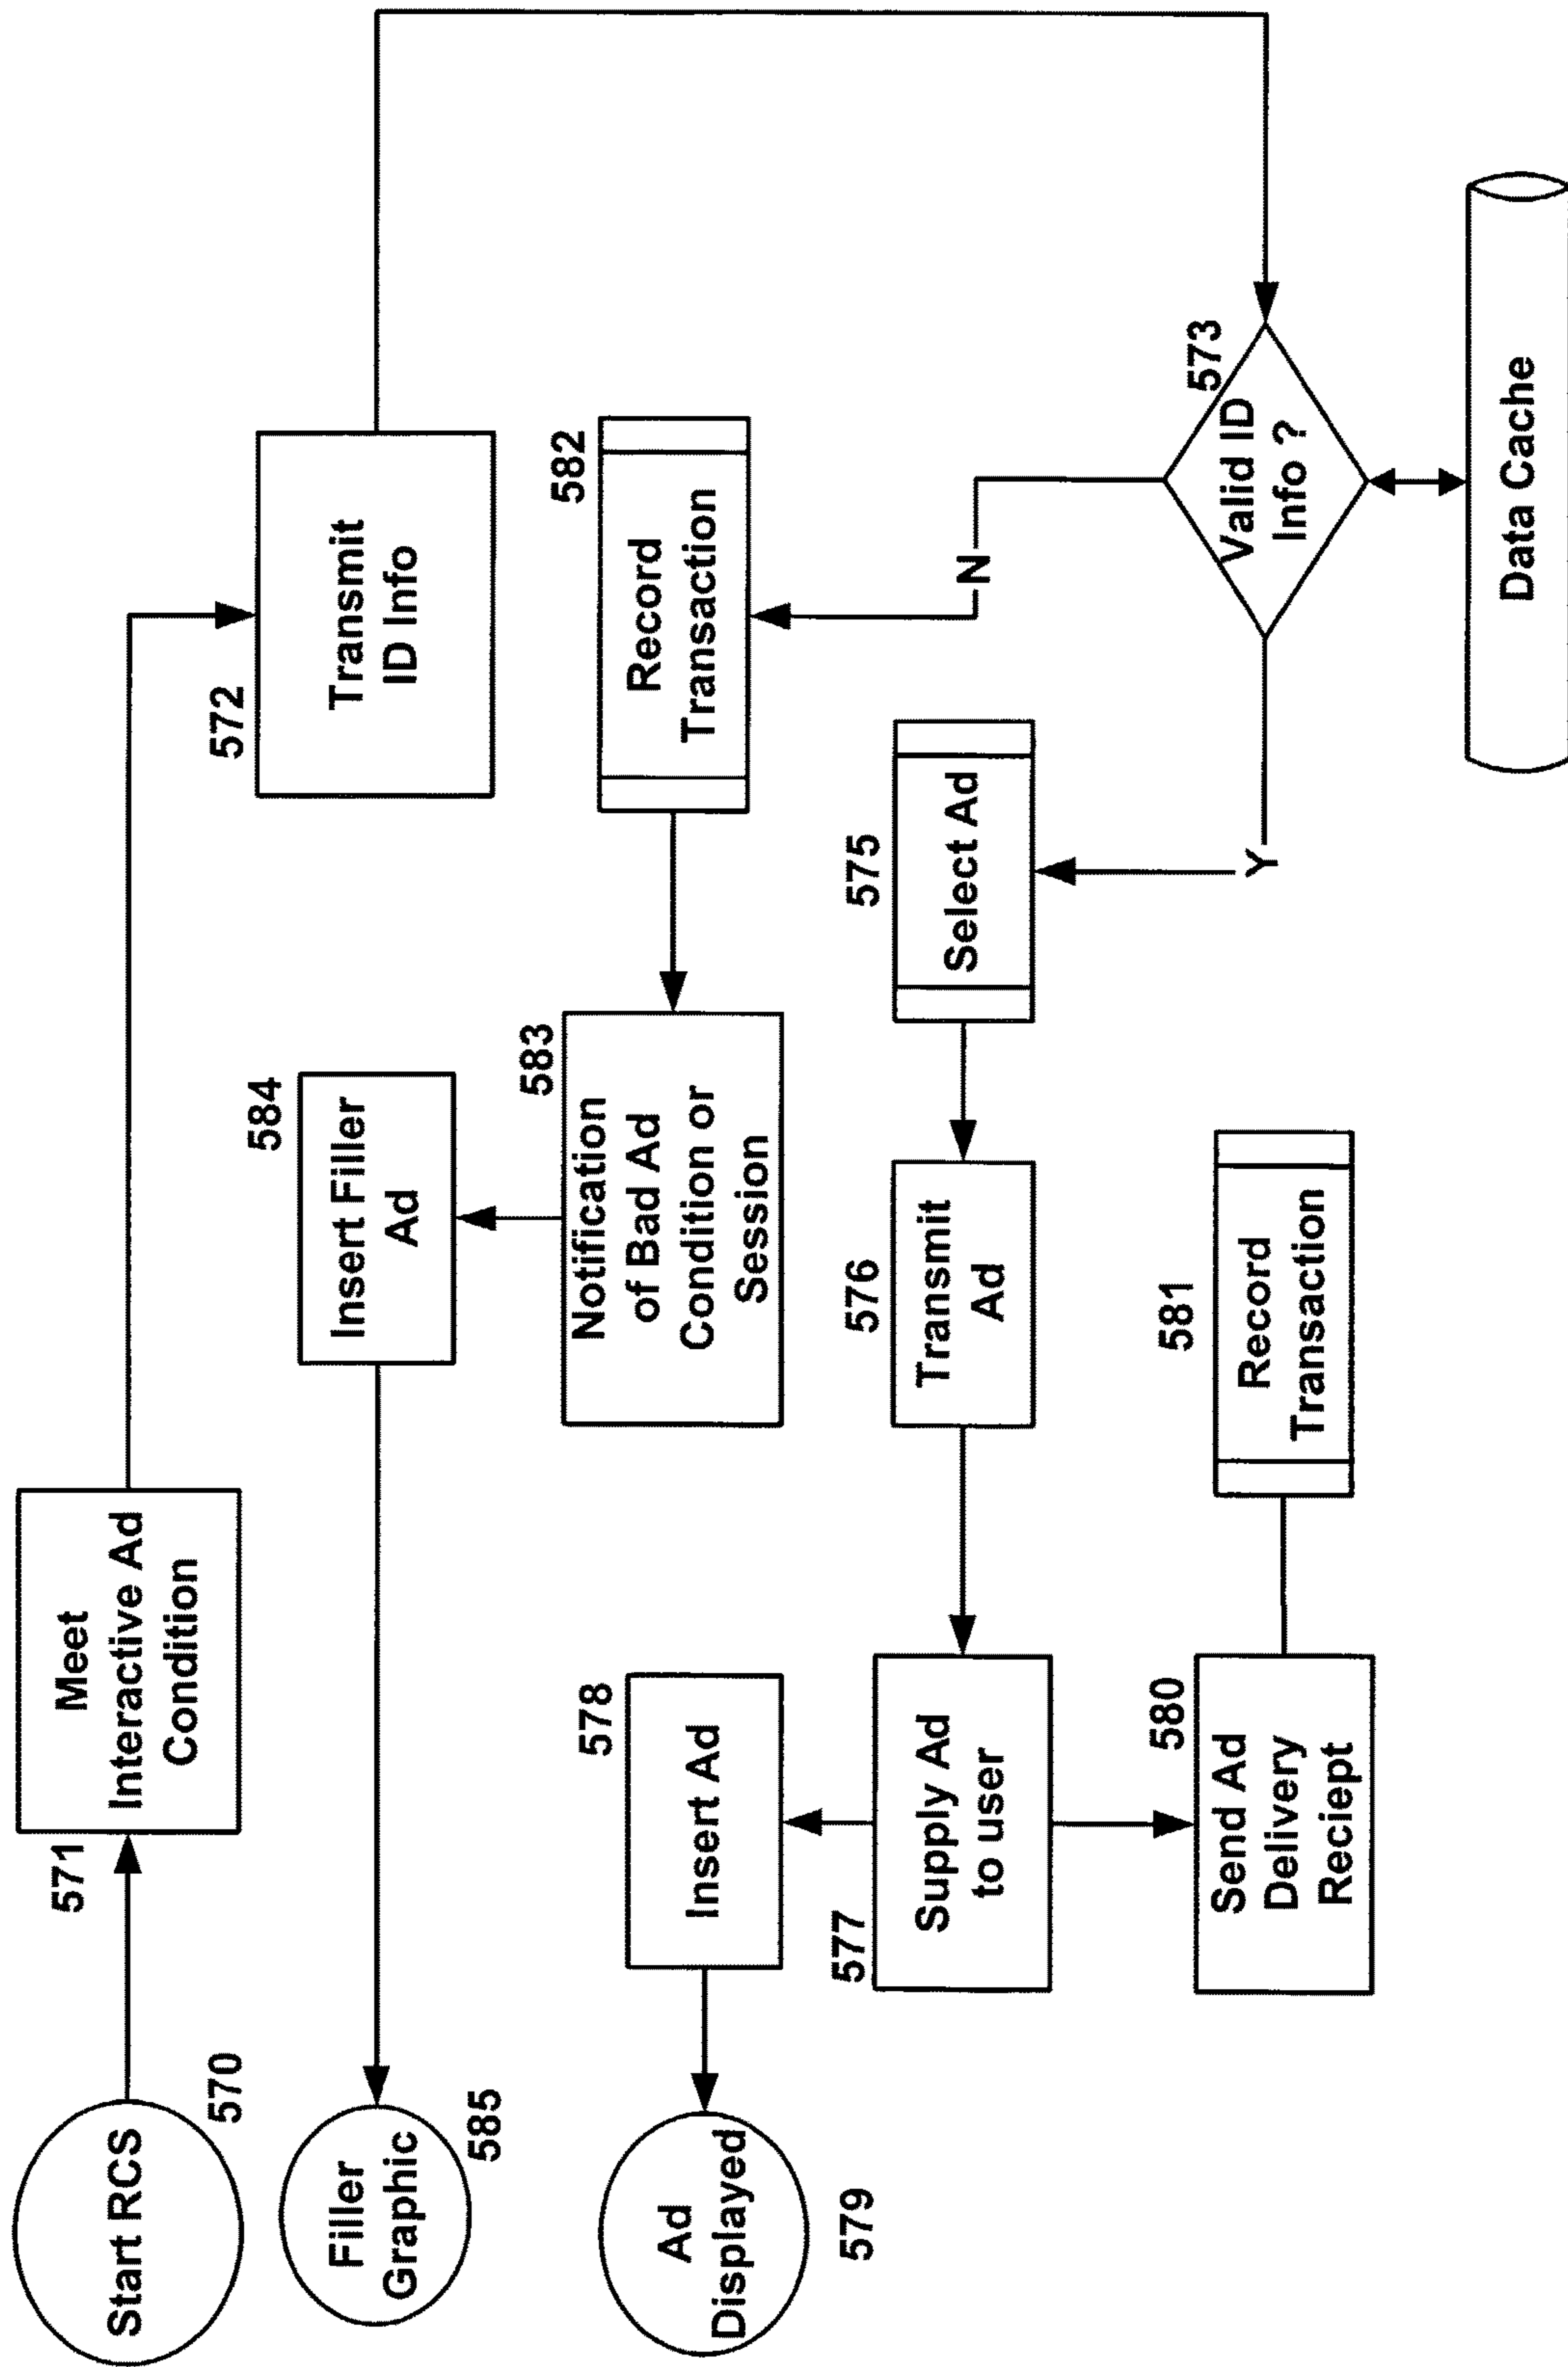 Start RCS
570
571
Meet
Interactive Ad
Condition
572
Transmit
ID Info
Filler
Graphic
585
584
Insert Filler
Ad
583
Notification
of Bad Ad
Condition or
Session
582
Record
Transaction
Ad
Displayed
579
578
Insert Ad
577
Supply Ad
to user
576
Transmit
Ad
575
Select Ad
N
Y
573
Valid ID
Info ?
580
Send Ad
Delivery
Reciept
581
Record
Transaction
Data Cache